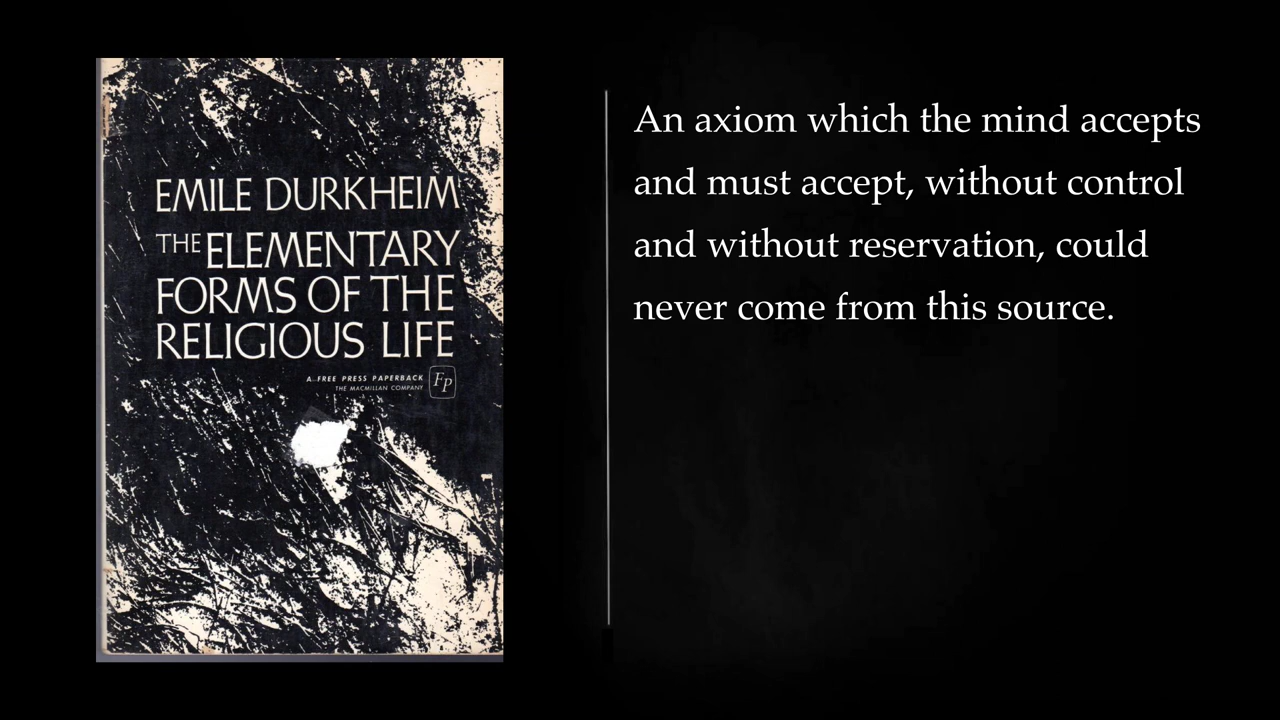 EMILE DURKHEIM
THE ELEMENTARY
FORMS OF THE
RELIGIOUS LIFE
A FREE PRESS PAPERBACK
THE MACMILLAN COMPANY
FP
An axiom which the mind accepts
and must accept, without control
and without reservation, could
never come from this source.